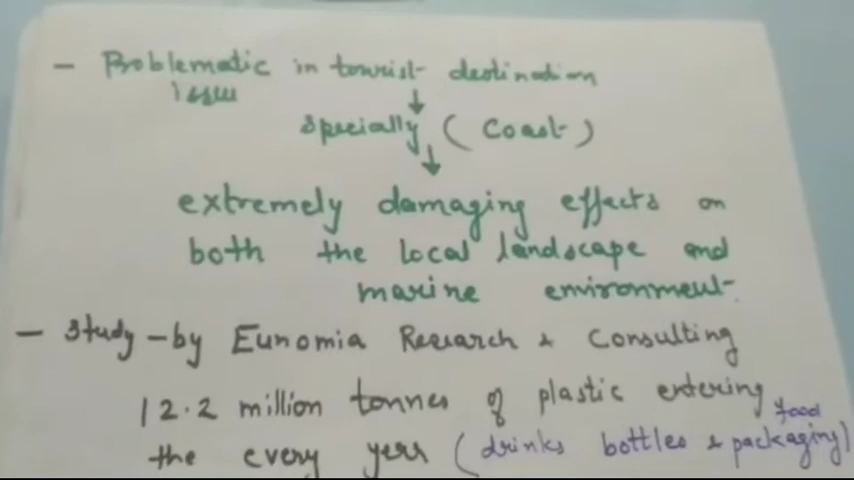 - Problematic in tourist destination
issue
specially (Coast)
extremely damaging effects on
both the local landscape and
marine environment.
- Study - by Eunomia Research & Consulting
12.2 million tonnes of plastic entering
the every year (drinks bottles & food packaging)